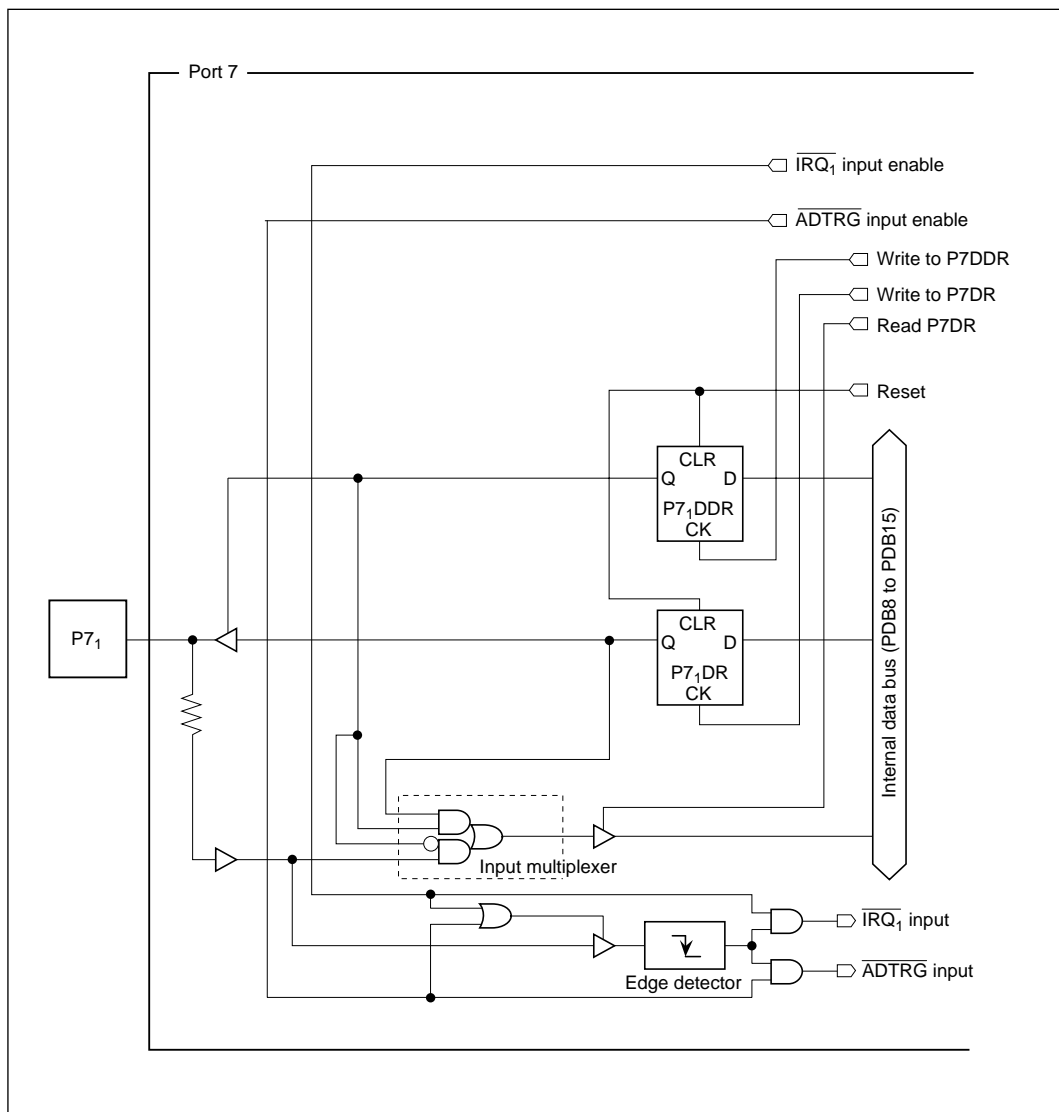 Port 7
IRQ₁ input enable
ADTRG input enable
Write to P7DDR
Write to P7DR
Read P7DR
Reset
CLR
Q D
P7₁DDR
CK
P7₁
CLR
Q D
P7₁DR
CK
Internal data bus (PDB8 to PDB15)
Input multiplexer
IRQ₁ input
ADTRG input
Edge detector